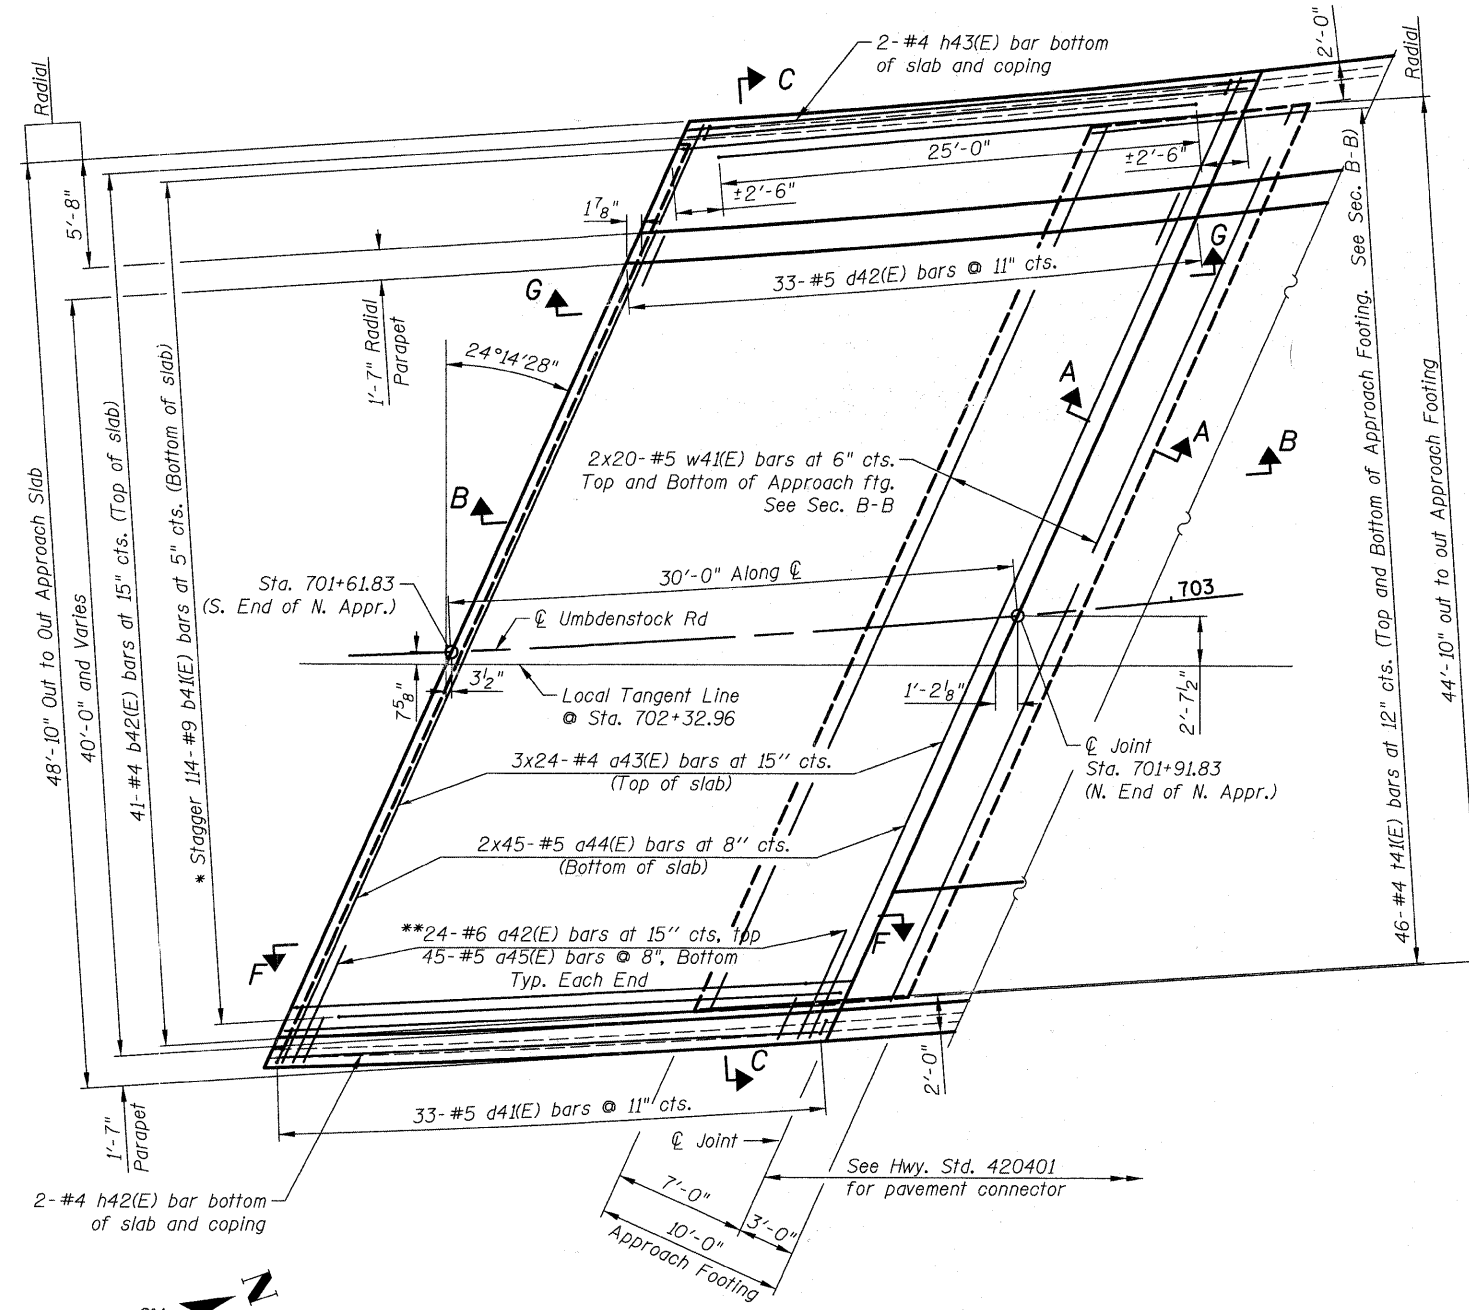 2-#4 h43(E) bar bottom
of slab and coping
C
2'-0"
Radial
Radial
25'-0"
±2'-6"
±2'-6"
5'-8"
1 7/8"
33-#5 d42(E) bars @ 11" cts.
G
G
24°14'28"
1'-7" Radial
Parapet
48'-10" Out to Out Approach Slab
40'-0" and Varies
41-#4 b42(E) bars at 15" cts. (Top of slab)
* Stagger 114-#9 b41(E) bars at 5" cts. (Bottom of slab)
A
A
B
B
2x20-#5 w41(E) bars at 6" cts.
Top and Bottom of Approach ftg.
See Sec. B-B
46-#4 t41(E) bars at 12" cts. (Top and Bottom of Approach Footing. See Sec. B-B)
44'-10" out to out Approach Footing
Sta. 701+61.83
(S. End of N. Appr.)
30'-0" Along ℄
℄ Umbdenstock Rd
703
7 5/8"
3 1/2"
Local Tangent Line
@ Sta. 702+32.96
1'-2 1/8"
2'-7 1/2"
℄ Joint
Sta. 701+91.83
(N. End of N. Appr.)
3x24-#4 a43(E) bars at 15" cts.
(Top of slab)
2x45-#5 a44(E) bars at 8" cts.
(Bottom of slab)
**24-#6 a42(E) bars at 15" cts, top
45-#5 a45(E) bars @ 8", Bottom
Typ. Each End
F
F
C
2'-0"
1'-7"
Parapet
33-#5 d41(E) bars @ 11" cts.
℄ Joint
See Hwy. Std. 420401
for pavement connector
2-#4 h42(E) bar bottom
of slab and coping
7'-0"
3'-0"
10'-0"
Approach Footing
N